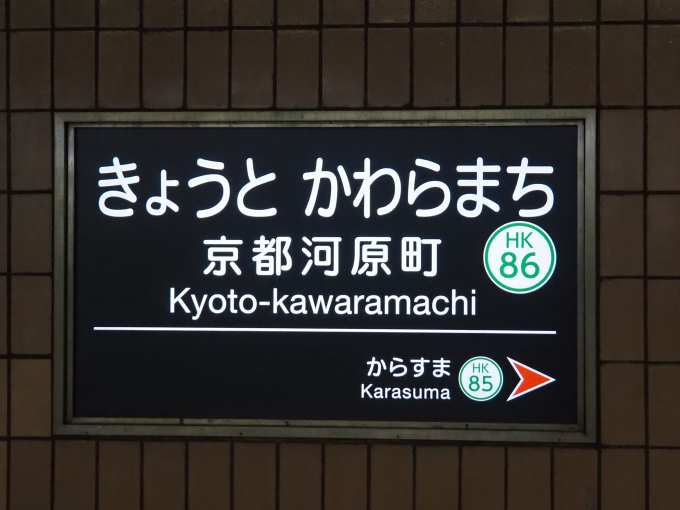 きょうと かわらまち
京都河原町
HK
86
Kyoto-kawaramachi
からすま
Karasuma
HK
85